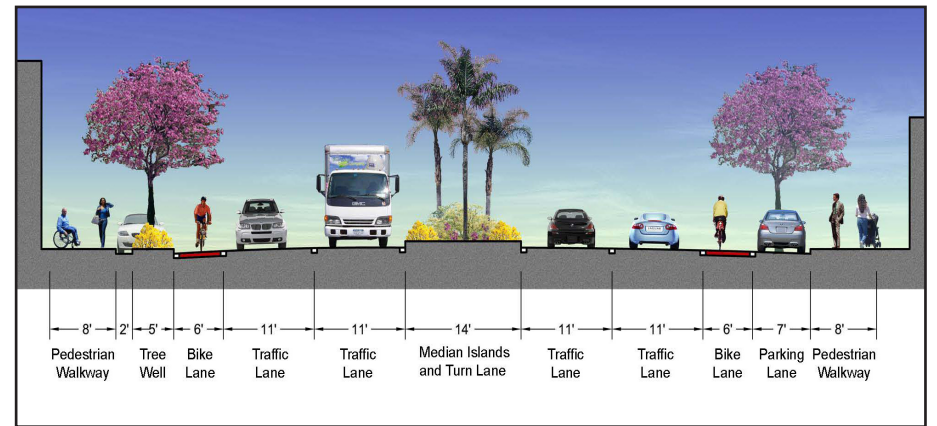 8' 2' 5' 6' 11' 11' 14' 11' 11' 6' 7' 8'
Pedestrian Walkway
Tree Well
Bike Lane
Traffic Lane
Traffic Lane
Median Islands and Turn Lane
Traffic Lane
Traffic Lane
Bike Lane
Parking Lane
Pedestrian Walkway